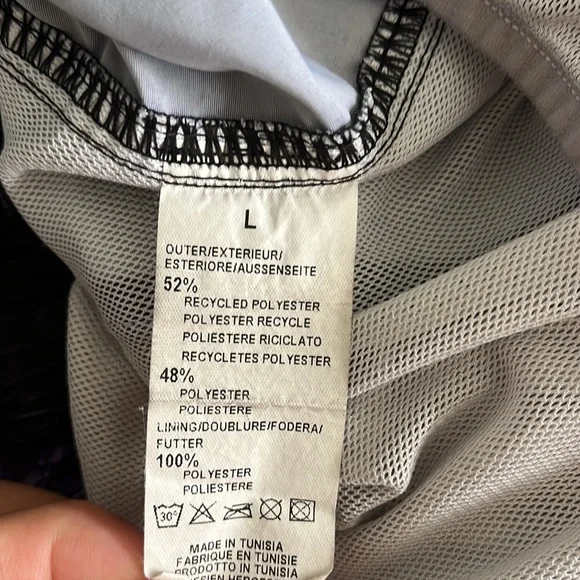 L
OUTER/EXTERIEUR/
ESTERIORE/AUSSENSEITE
52%
RECYCLED POLYESTER
POLYESTER RECYCLE
POLIESTERE RICICLATO
RECYCLETES POLYESTER
48%
POLYESTER
POLIESTERE
LINING/DOUBLURE/FODERA/
FUTTER
100%
POLYESTER
POLIESTERE
30°
MADE IN TUNISIA
FABRIQUE EN TUNISIE
PRODOTTO IN TUNISIA